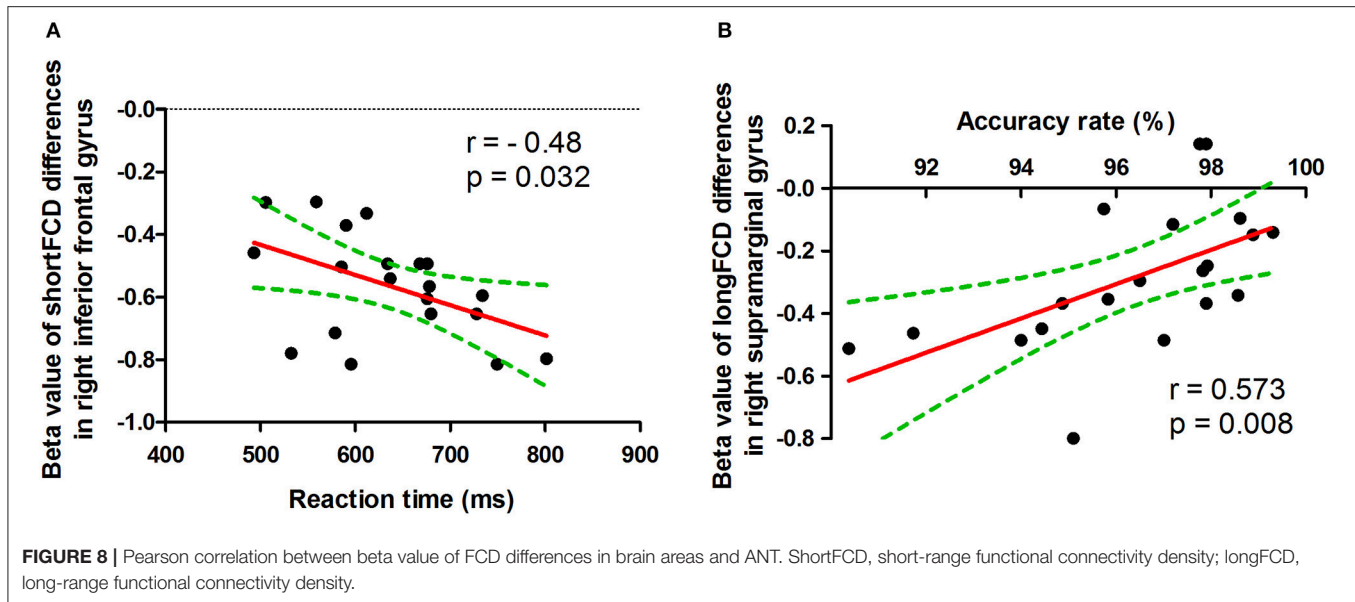 A
Beta value of shortFCD differences
in right inferior frontal gyrus
-0.0
-0.2
-0.4
-0.6
-0.8
-1.0
r = - 0.48
p = 0.032
400 500 600 700 800 900
Reaction time (ms)
B
Beta value of longFCD differences
in right supramarginal gyrus
Accuracy rate (%)
0.2
92 94 96 98 100
-0.0
-0.2
-0.4
-0.6
-0.8
r = 0.573
p = 0.008
FIGURE 8 | Pearson correlation between beta value of FCD differences in brain areas and ANT. ShortFCD, short-range functional connectivity density; longFCD,
long-range functional connectivity density.